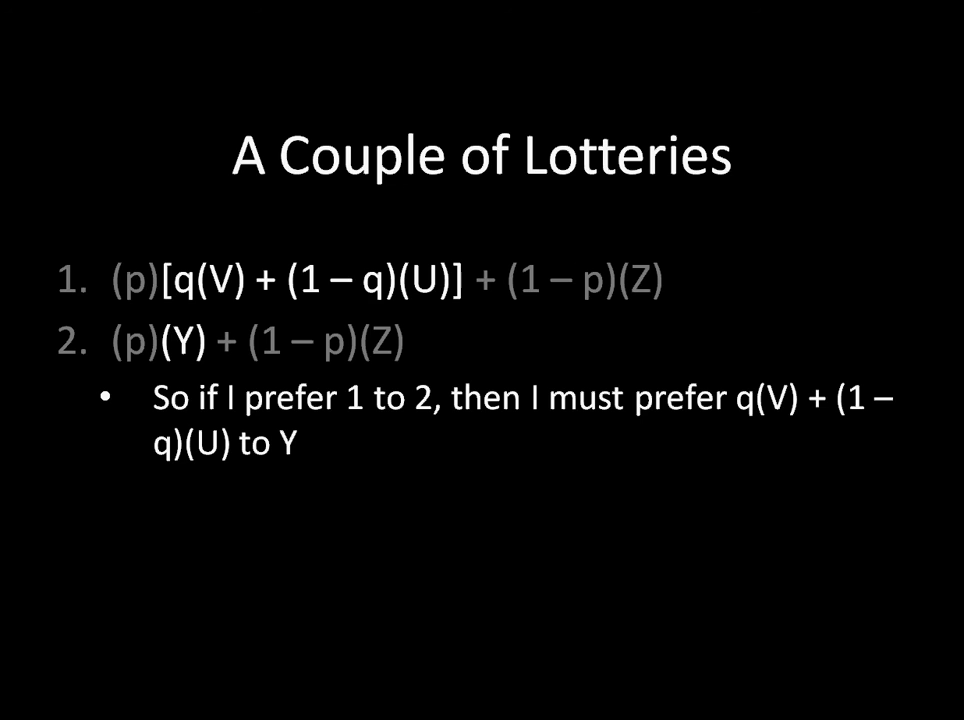 A Couple of Lotteries
1. (p)[q(V) + (1 – q)(U)] + (1 – p)(Z)
2. (p)(Y) + (1 – p)(Z)
• So if I prefer 1 to 2, then I must prefer q(V) + (1 –
q)(U) to Y